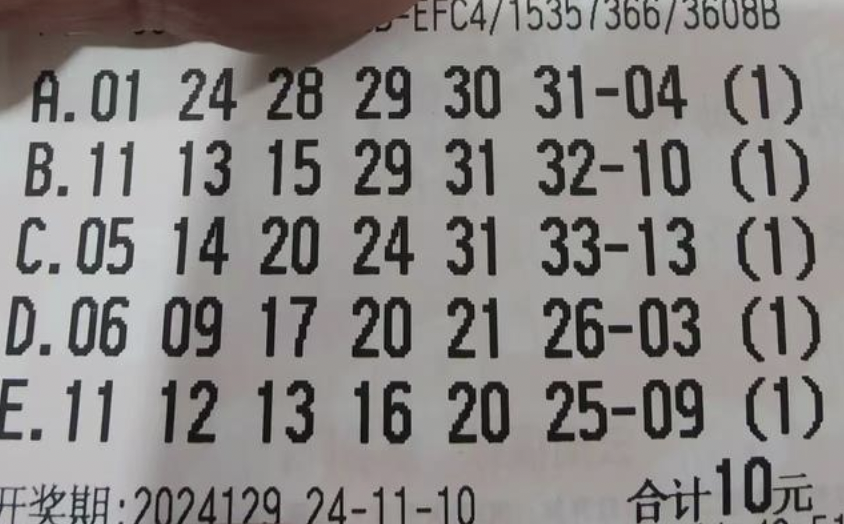 -EFC4/15357366/3608B
A.01 24 28 29 30 31-04 (1)
B.11 13 15 29 31 32-10 (1)
C.05 14 20 24 31 33-13 (1)
D.06 09 17 20 21 26-03 (1)
E.11 12 13 16 20 25-09 (1)
开奖期:2024129 24-11-10 合计10元